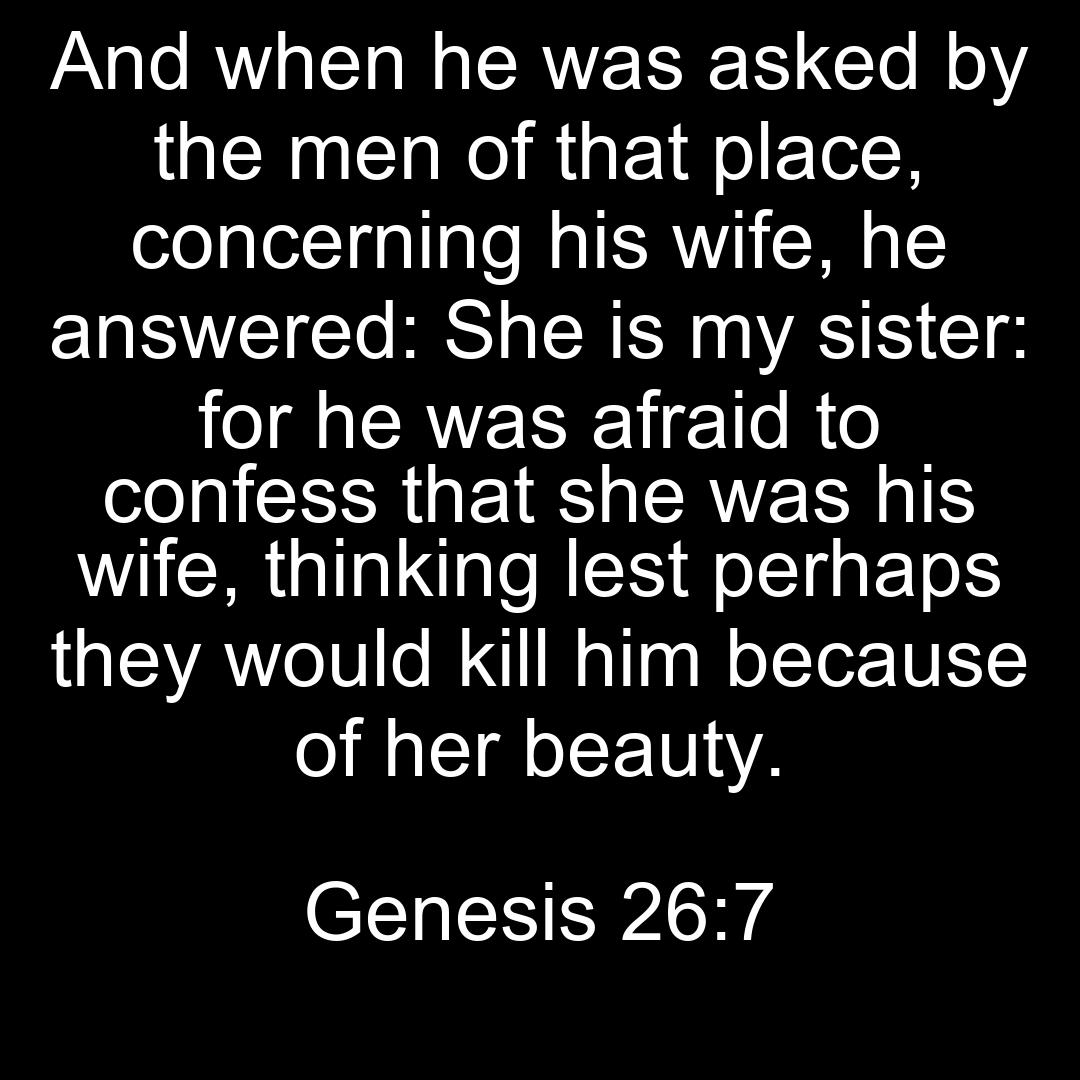 And when he was asked by
the men of that place,
concerning his wife, he
answered: She is my sister:
for he was afraid to
confess that she was his
wife, thinking lest perhaps
they would kill him because
of her beauty.
Genesis 26:7